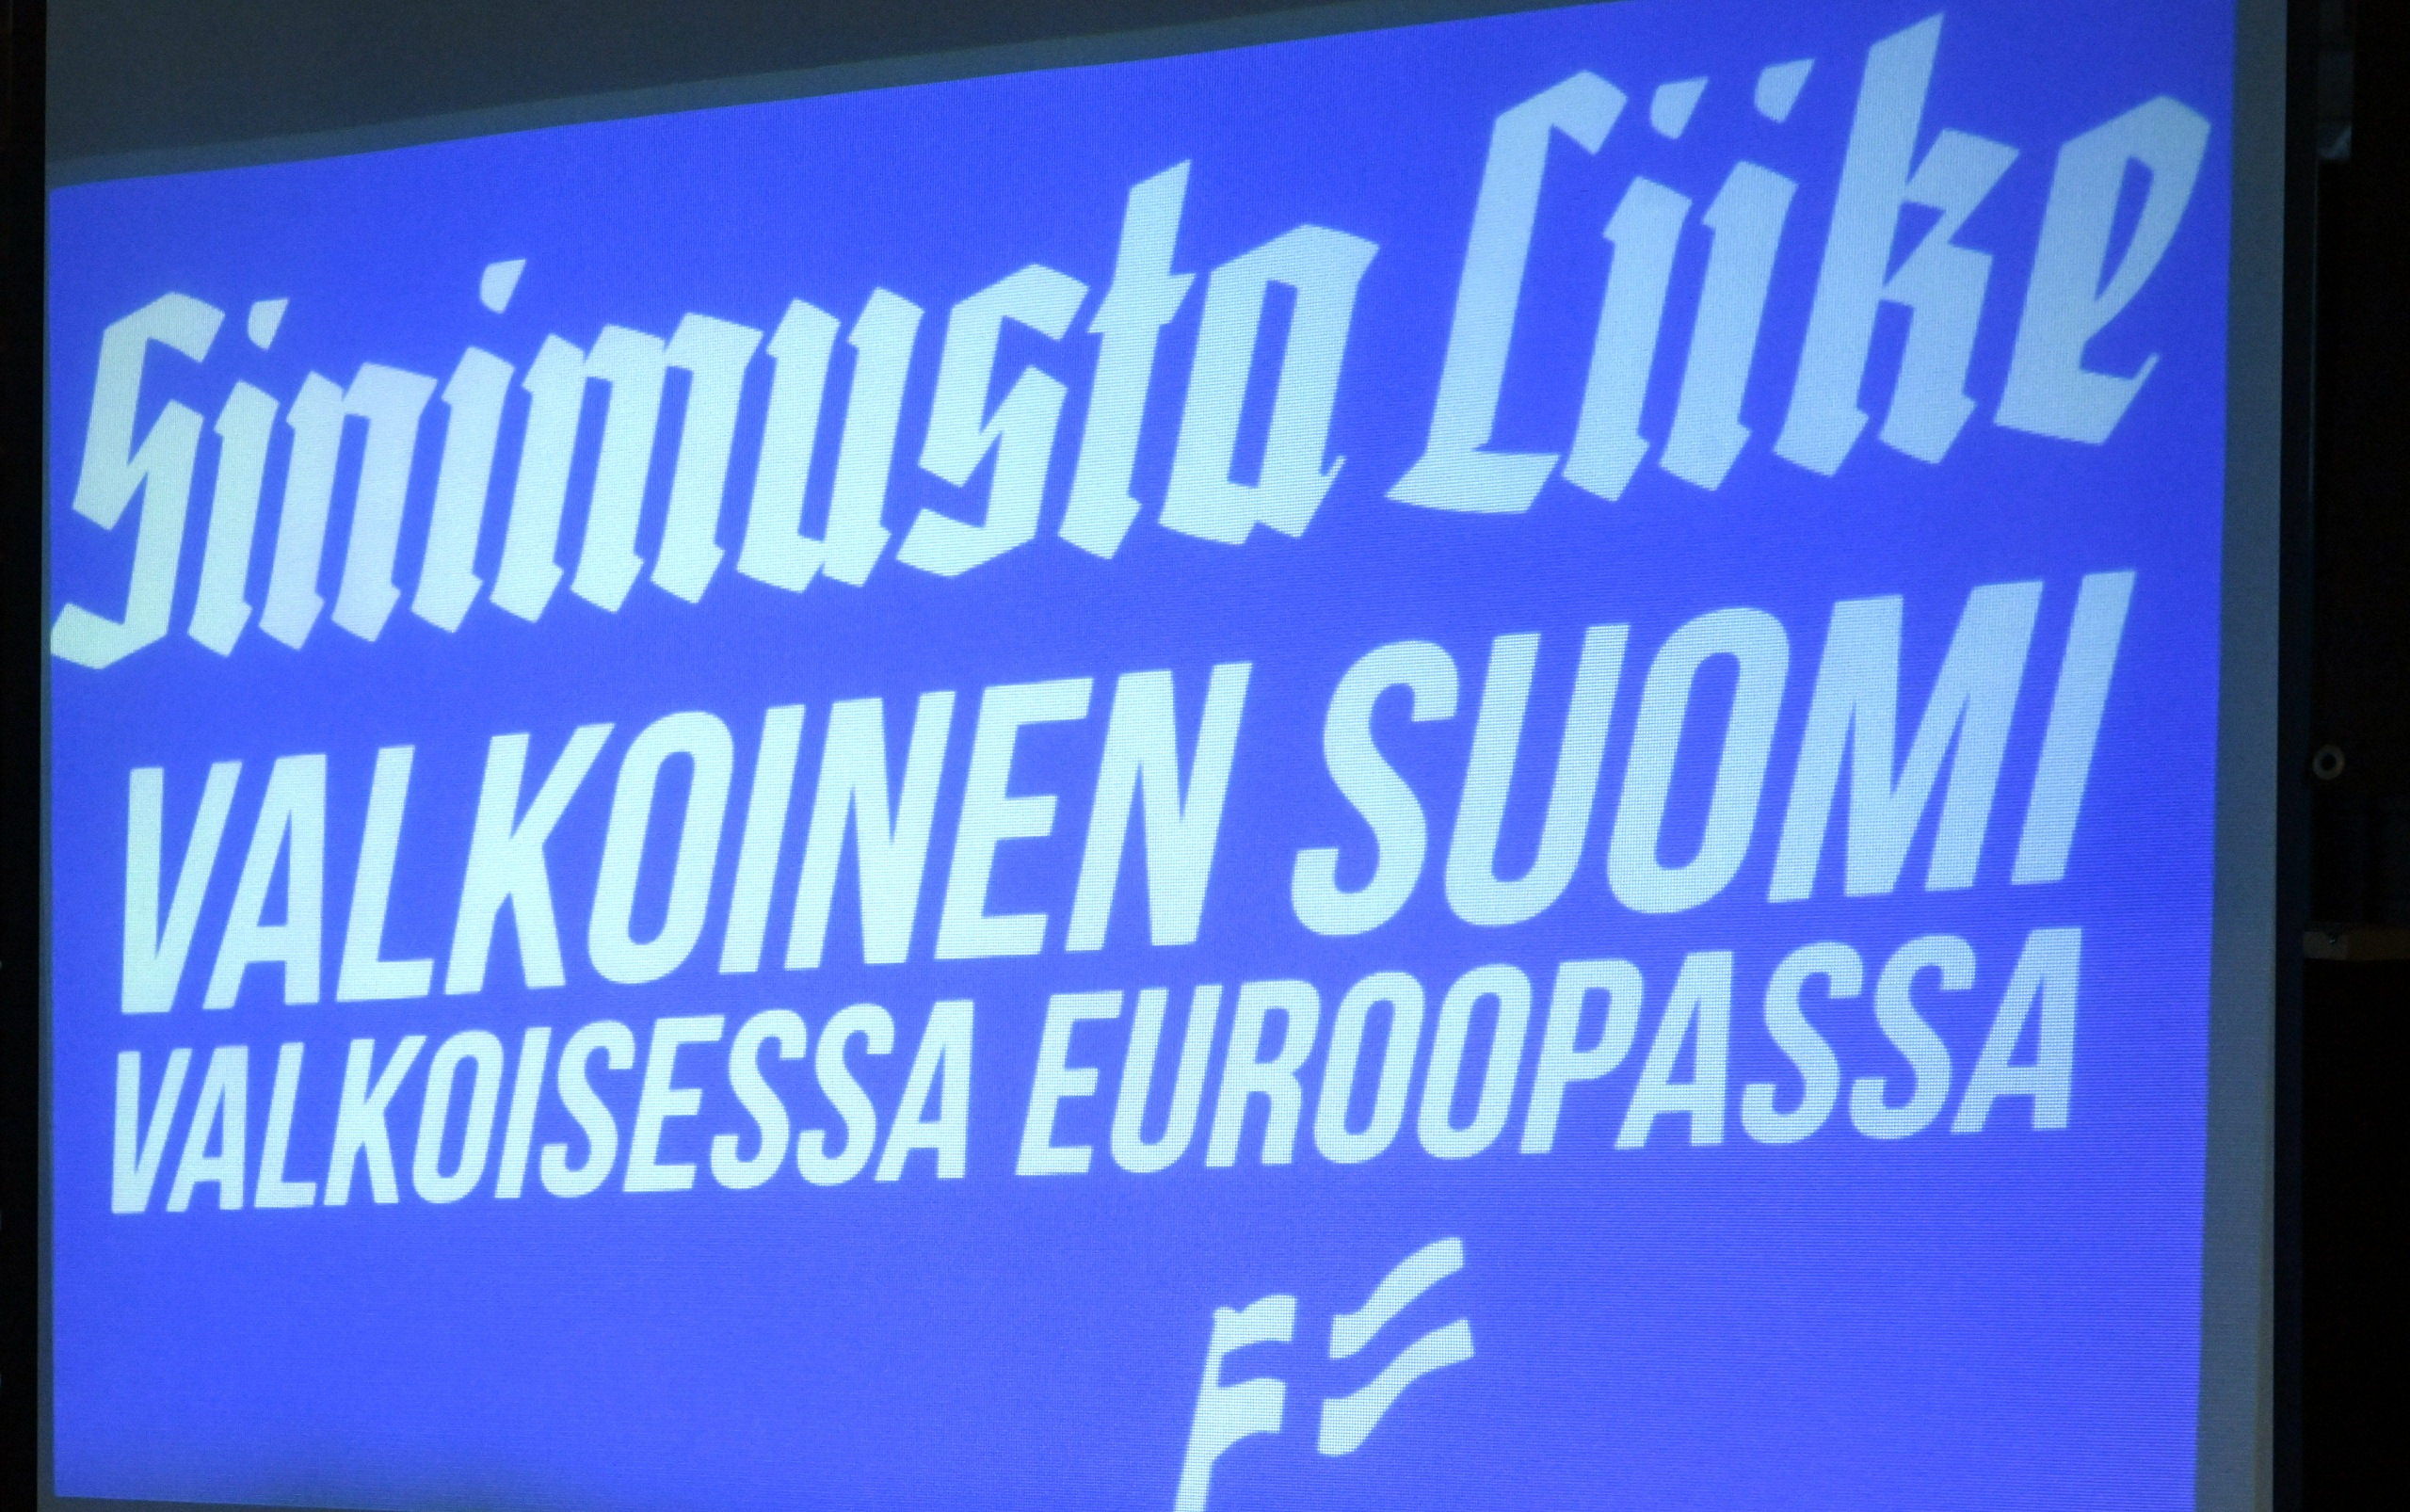 Sinimusta Liike
VALKOINEN SUOMI
VALKOISESSA EUROOPASSA